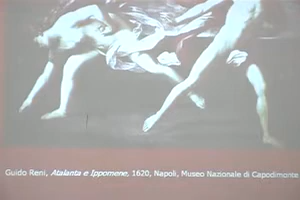 Guido Reni, Atalanta e Ippomene, 1620, Napoli, Museo Nazionale di Capodimonte